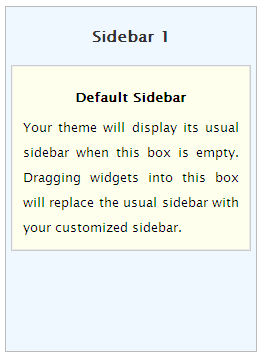 Sidebar 1
Default Sidebar
Your theme will display its usual
sidebar when this box is empty.
Dragging widgets into this box
will replace the usual sidebar with
your customized sidebar.